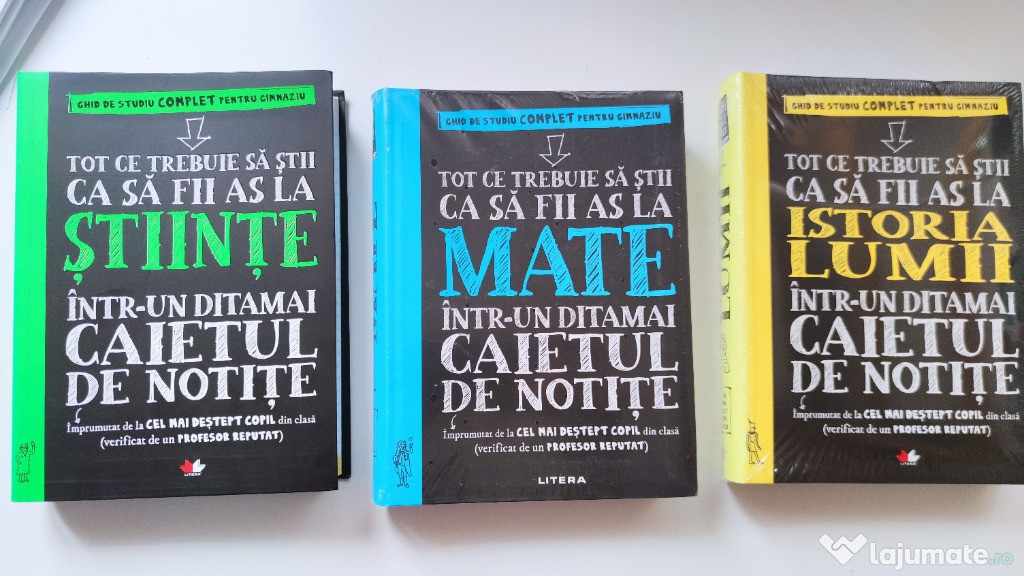 GHID DE STUDIU COMPLET PENTRU GIMNAZIU
TOT CE TREBUIE SĂ ȘTII
CA SĂ FII AS LA
ȘTIINȚE
ÎNTR-UN DITAMAI
CAIETUL
DE NOTIȚE
Împrumutat de la CEL MAI DEȘTEPT COPIL din clasă
(verificat de un PROFESOR REPUTAT)
LITERA
GHID DE STUDIU COMPLET PENTRU GIMNAZIU
TOT CE TREBUIE SĂ ȘTII
CA SĂ FII AS LA
MATE
ÎNTR-UN DITAMAI
CAIETUL
DE NOTIȚE
Împrumutat de la CEL MAI DEȘTEPT COPIL din clasă
(verificat de un PROFESOR REPUTAT)
LITERA
GHID DE STUDIU COMPLET PENTRU GIMNAZIU
TOT CE TREBUIE SĂ ȘTII
CA SĂ FII AS LA
ISTORIA
LUMII
ÎNTR-UN DITAMAI
CAIETUL
DE NOTIȚE
Împrumutat de la CEL MAI DEȘTEPT COPIL din clasă
(verificat de un PROFESOR REPUTAT)
LITERA
lajumate.ro